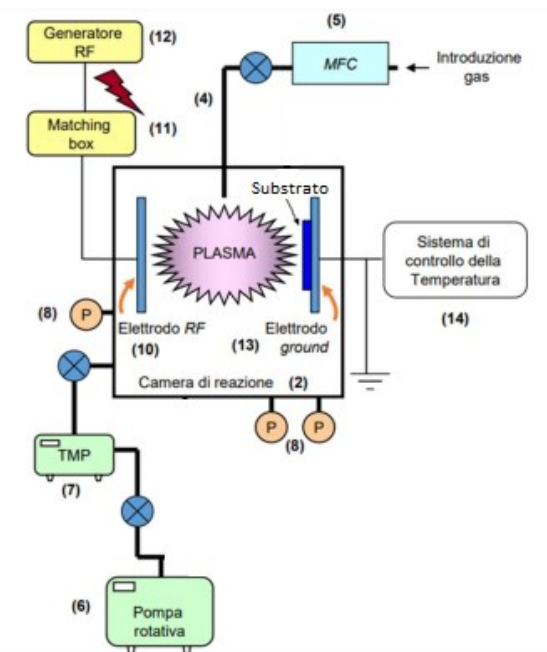 (5)
Generatore
RF
(12)
MFC
Introduzione
gas
(4)
Matching
box
(11)
Substrato
PLASMA
Sistema di
controllo della
Temperatura
(14)
(8)
P
Elettrodo RF
(10)
(13)
Elettrodo
ground
Camera di reazione (2)
P
P
(8)
TMP
(7)
(6)
Pompa
rotativa